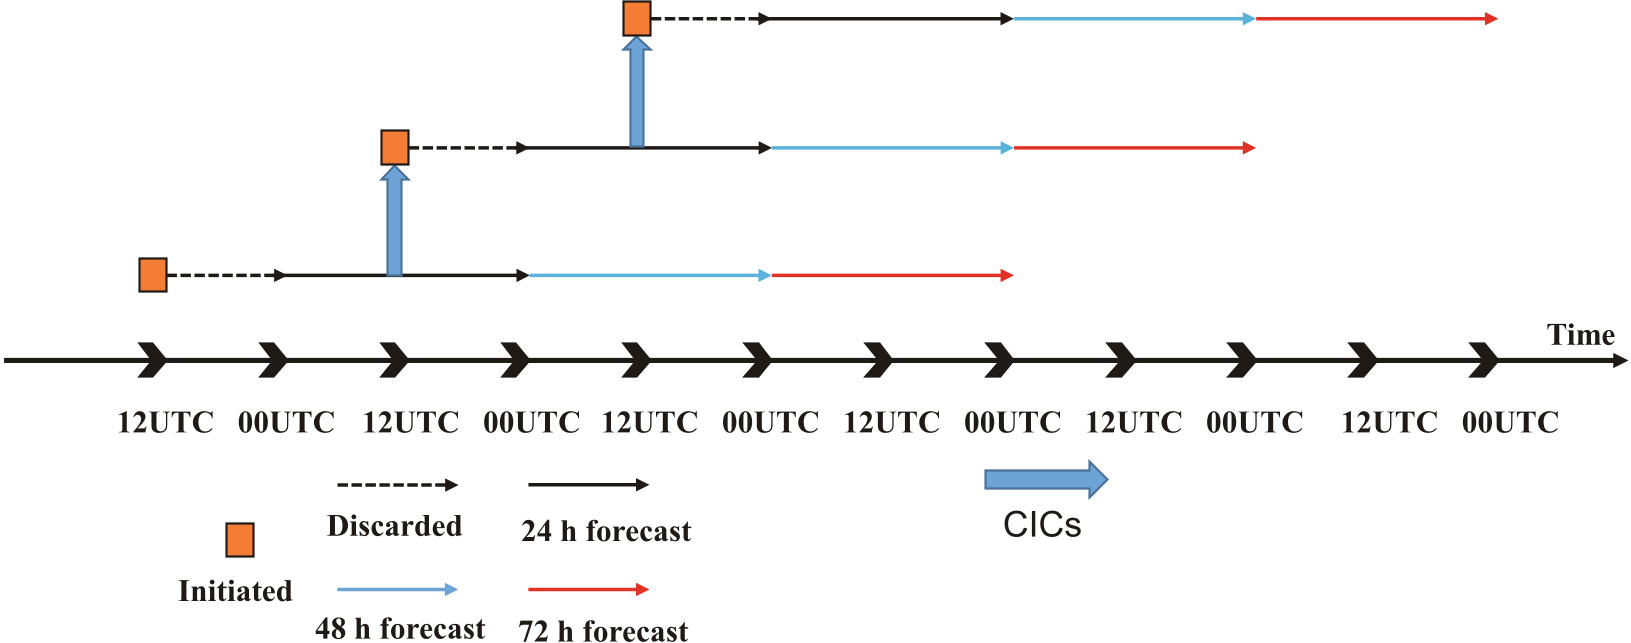 Time
12UTC 00UTC 12UTC 00UTC 12UTC 00UTC 12UTC 00UTC 12UTC 00UTC 12UTC 00UTC
Discarded 24 h forecast CICs
Initiated
48 h forecast 72 h forecast